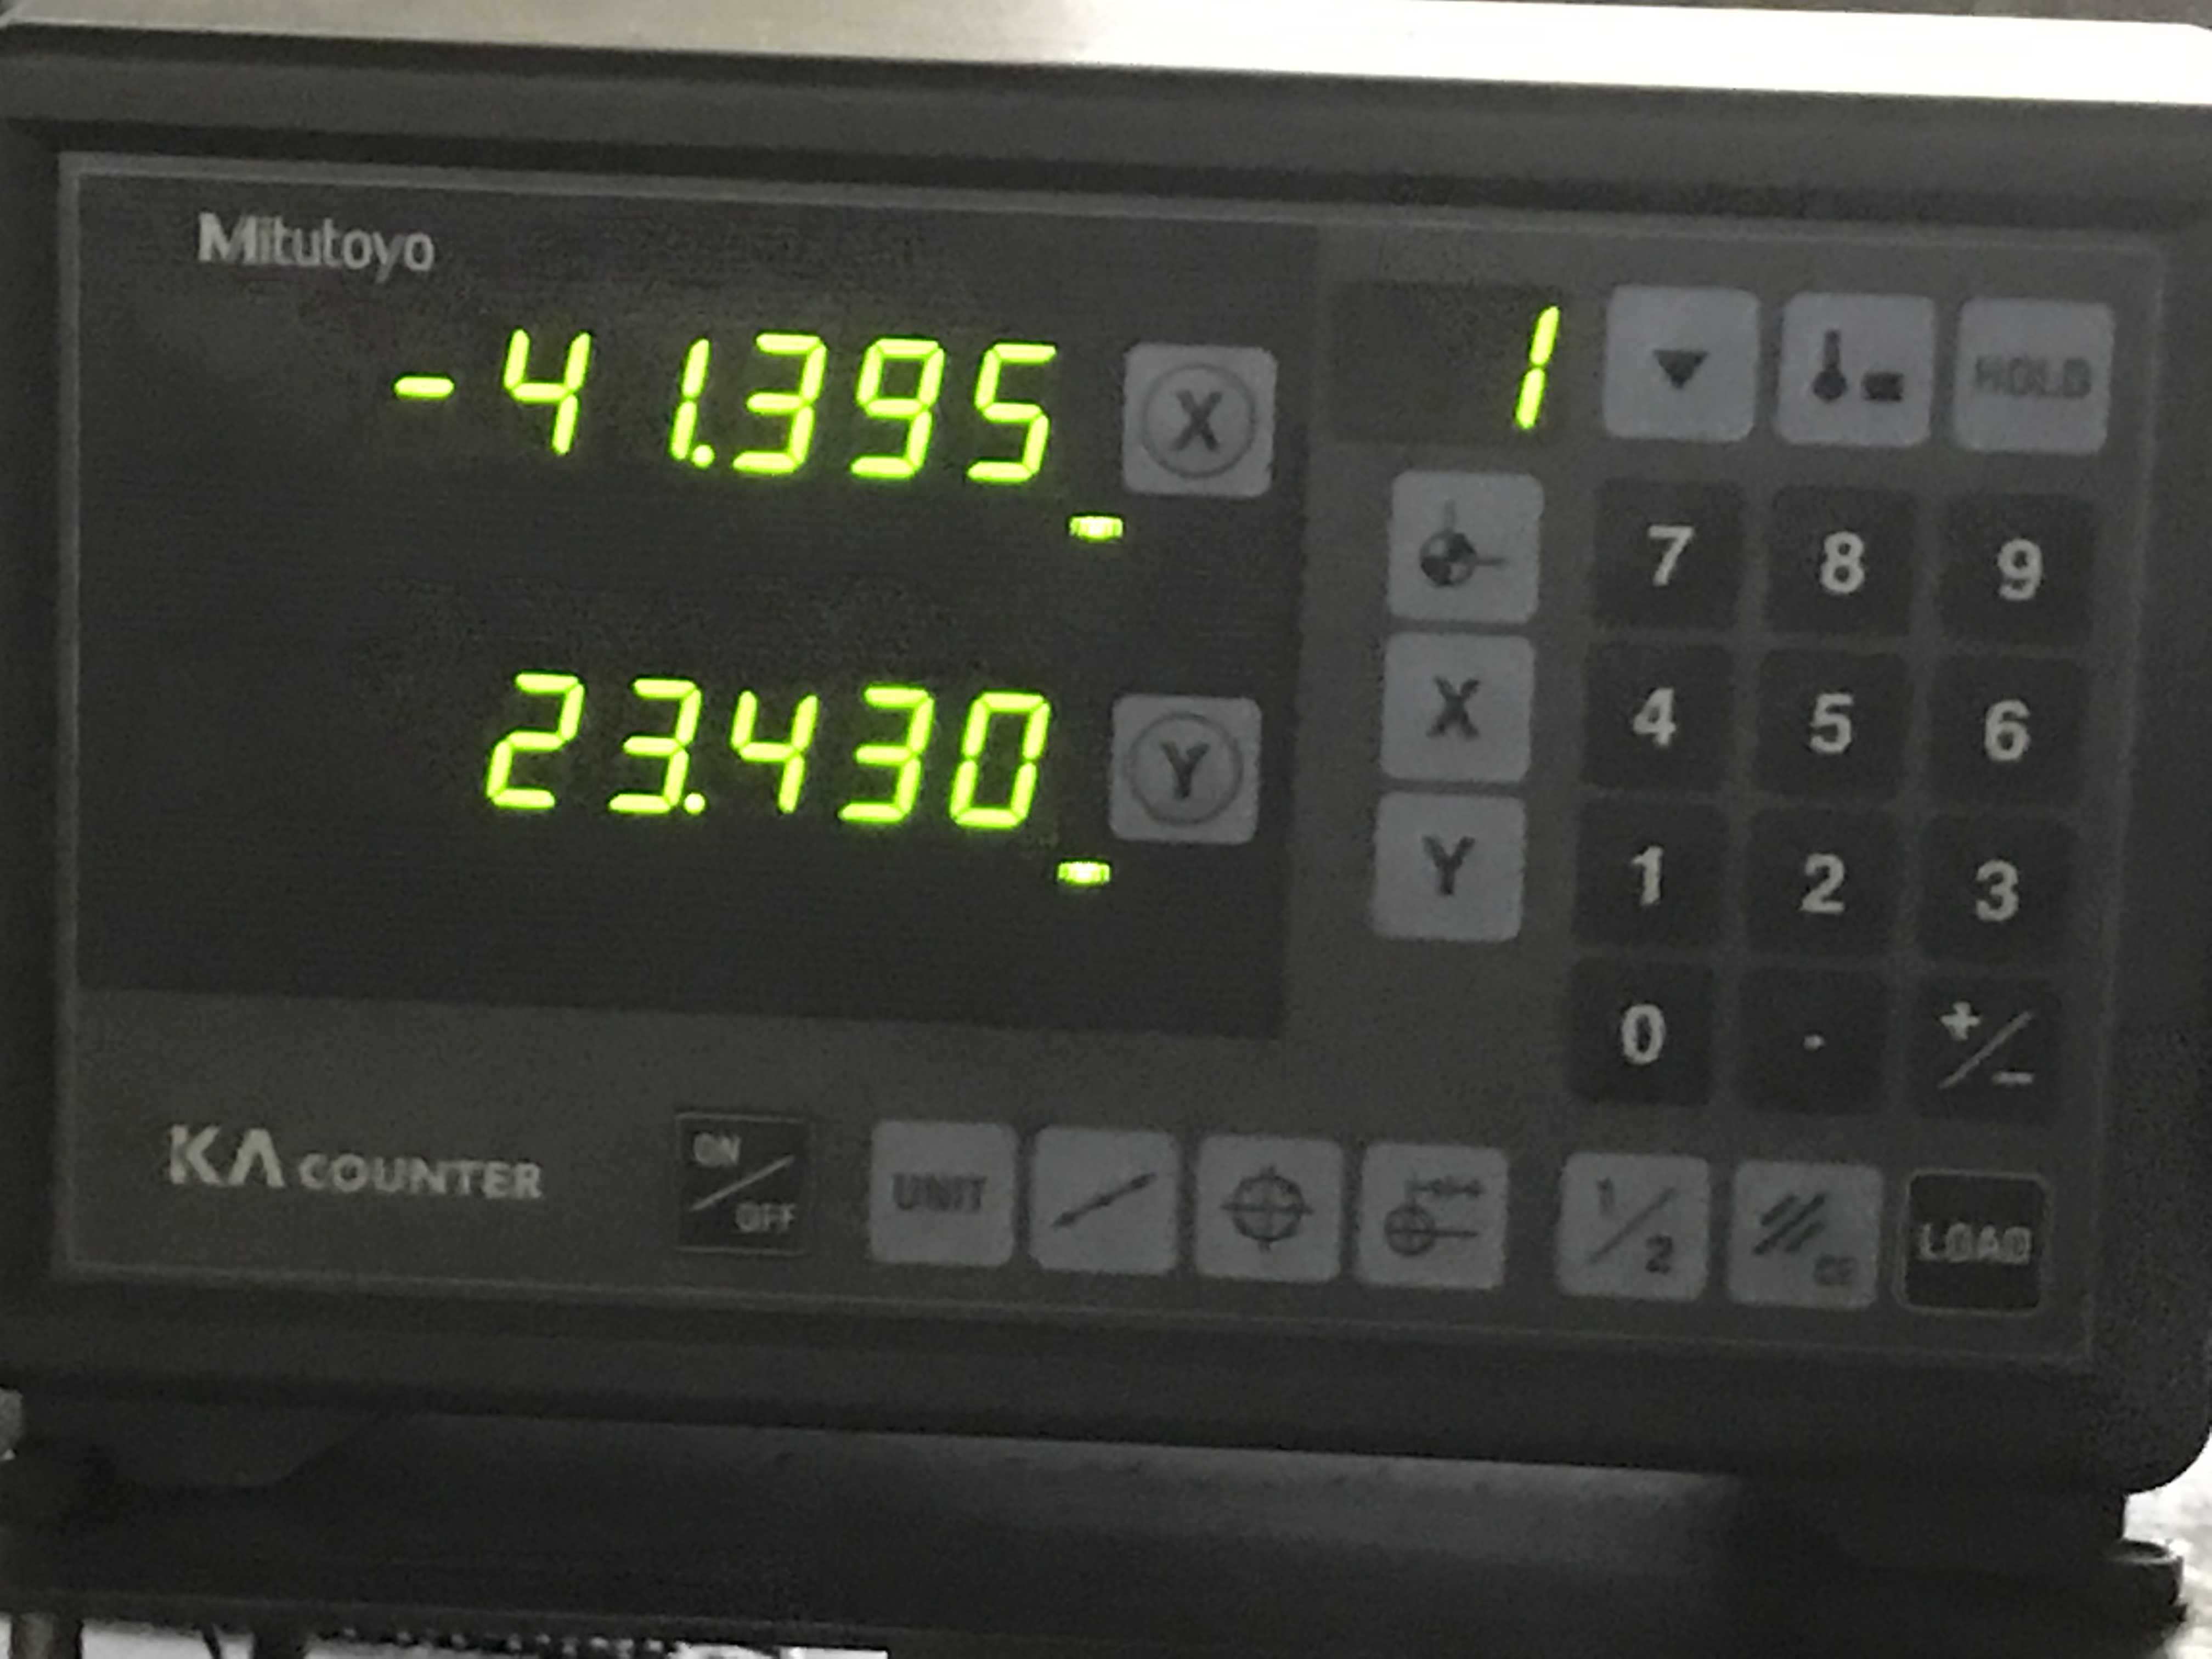 Mitutoyo
-41.395 X 1 HOLD
7 8 9
23.430 Y X 4 5 6
Y 1 2 3
0 . +/-
KA COUNTER ON/OFF UNIT 1/2 CE LOAD